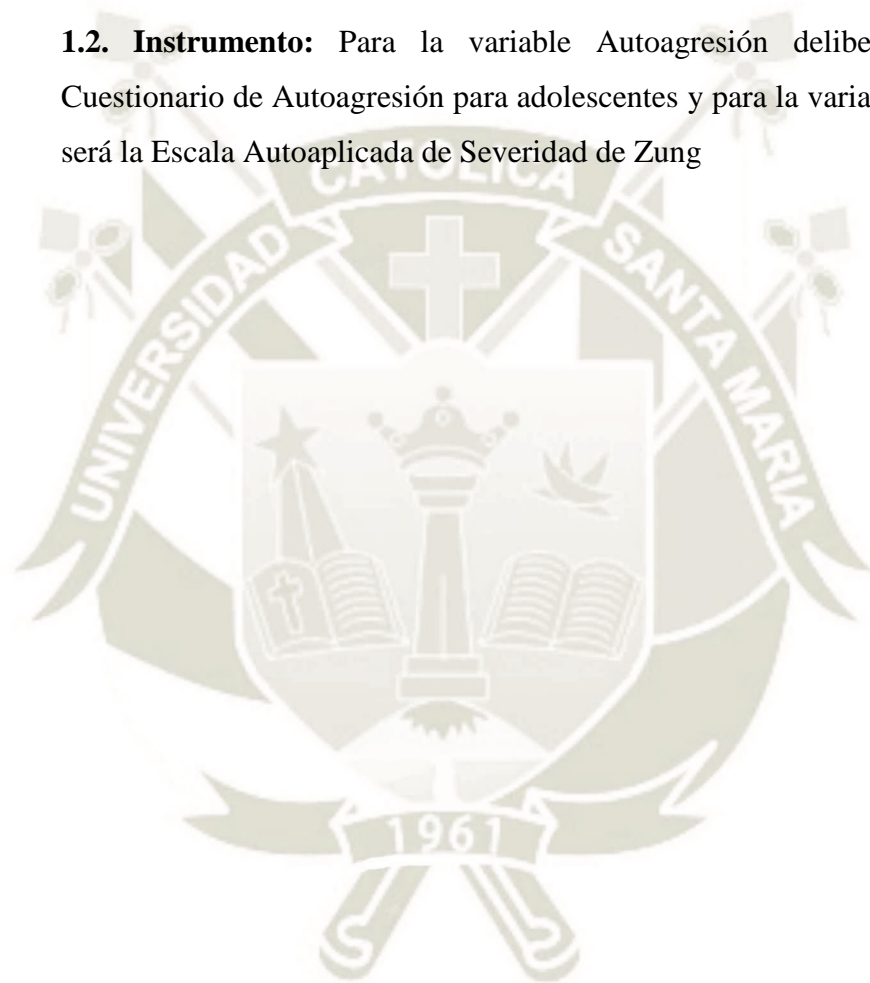 1.2. Instrumento: Para la variable Autoagresión delibe
Cuestionario de Autoagresión para adolescentes y para la varia
será la Escala Autoaplicada de Severidad de Zung
UNIVERSIDAD CATOLICA SANTA MARIA
1961